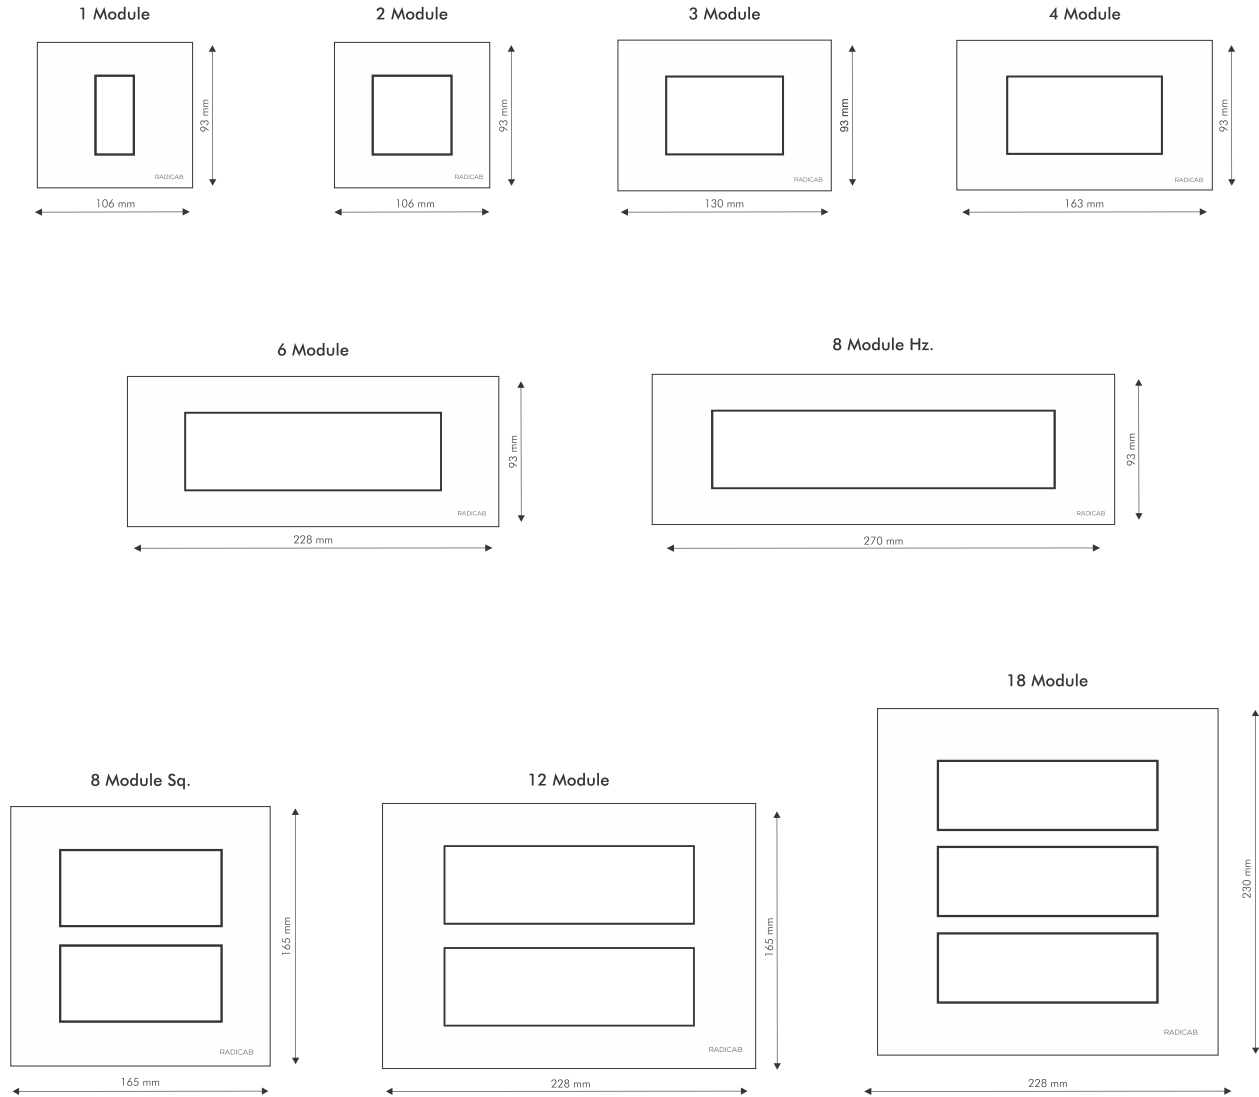 1 Module
2 Module
3 Module
4 Module
93 mm
93 mm
93 mm
93 mm
RADICAB
RADICAB
RADICAB
RADICAB
106 mm
106 mm
130 mm
163 mm
6 Module
8 Module Hz.
93 mm
93 mm
RADICAB
RADICAB
228 mm
270 mm
18 Module
8 Module Sq.
12 Module
230 mm
165 mm
165 mm
RADICAB
RADICAB
RADICAB
165 mm
228 mm
228 mm